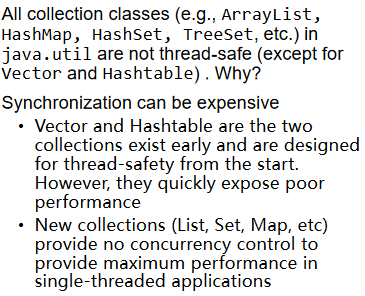 All collection classes (e.g., ArrayList,
HashMap, HashSet, TreeSet, etc.) in
java.util are not thread-safe (except for
Vector and Hashtable) . Why?
Synchronization can be expensive
• Vector and Hashtable are the two
collections exist early and are designed
for thread-safety from the start.
However, they quickly expose poor
performance
• New collections (List, Set, Map, etc)
provide no concurrency control to
provide maximum performance in
single-threaded applications